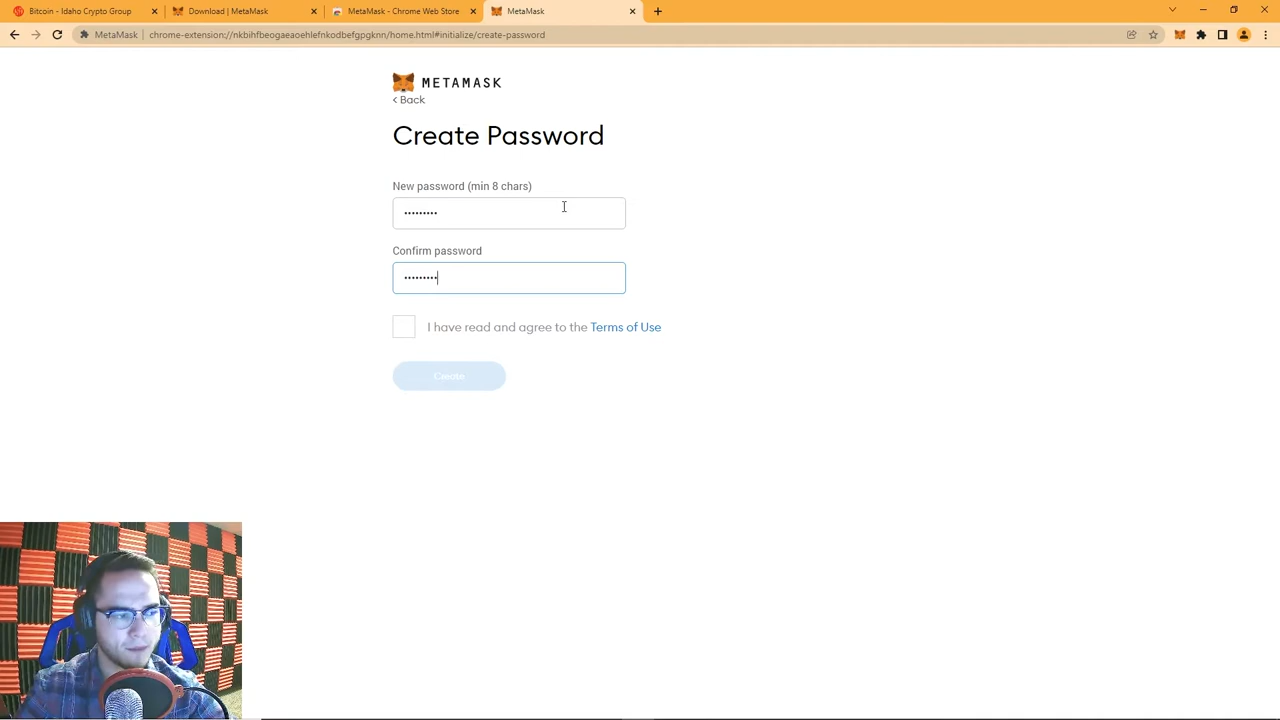 Bitcoin - Idaho Crypto Group
Download | MetaMask
MetaMask - Chrome Web Store
MetaMask
MetaMask
chrome-extension://nkbihfbeogaeaoehlefnkodbefgpgknn/home.html#initialize/create-password
METAMASK
< Back
Create Password
New password (min 8 chars)
•••••••••
Confirm password
•••••••••
I have read and agree to the Terms of Use
Create